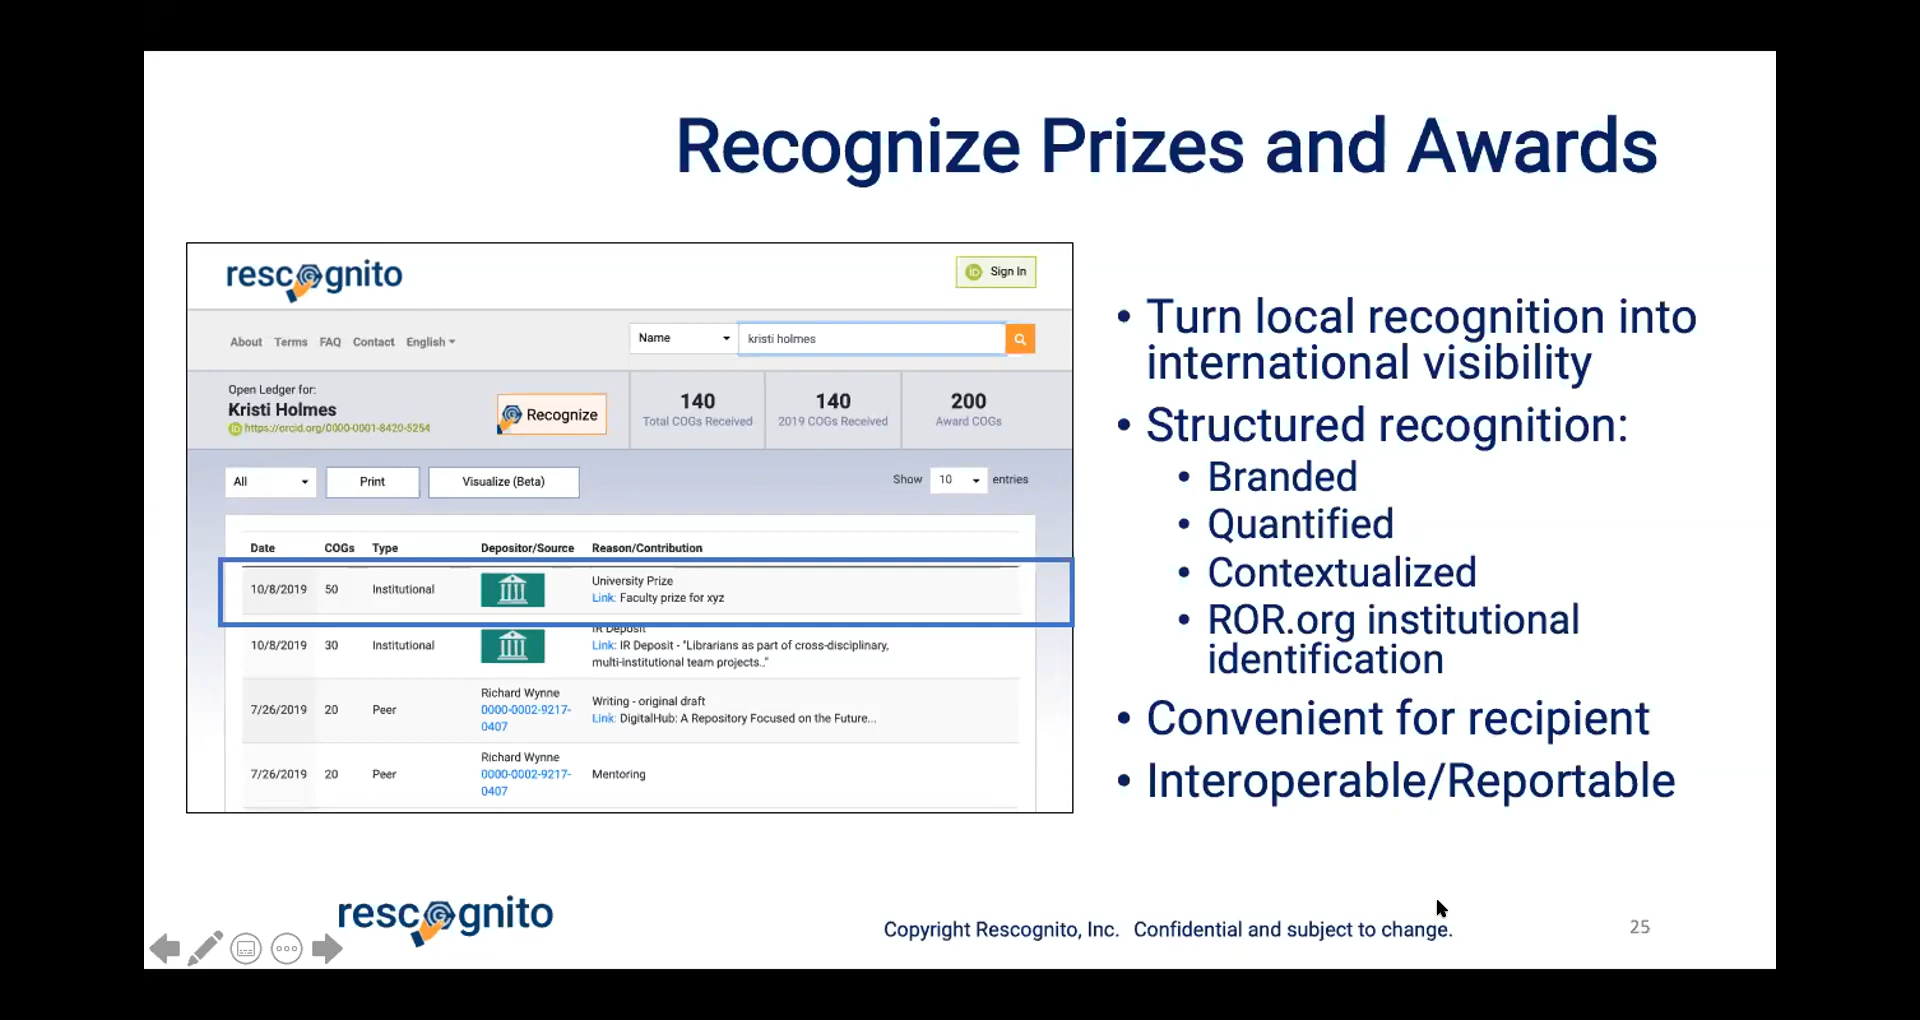 Recognize Prizes and Awards
rescognito
iD Sign In
About Terms FAQ Contact English
Name kristi holmes
Open Ledger for:
Kristi Holmes
iD https://orcid.org/0000-0001-8420-5254
Recognize
140
Total COGs Received
140
2019 COGs Received
200
Award COGs
All Print Visualize (Beta) Show 10 entries
Date COGs Type Depositor/Source Reason/Contribution
10/8/2019 50 Institutional University Prize
Link: Faculty prize for xyz
IR Deposit
10/8/2019 30 Institutional Link: IR Deposit - "Librarians as part of cross-disciplinary,
multi-institutional team projects.."
Richard Wynne
7/26/2019 20 Peer 0000-0002-9217-
0407
Writing - original draft
Link: DigitalHub: A Repository Focused on the Future...
Richard Wynne
7/26/2019 20 Peer 0000-0002-9217-
0407
Mentoring
• Turn local recognition into
international visibility
• Structured recognition:
• Branded
• Quantified
• Contextualized
• ROR.org institutional
identification
• Convenient for recipient
• Interoperable/Reportable
rescognito
Copyright Rescognito, Inc. Confidential and subject to change.
25